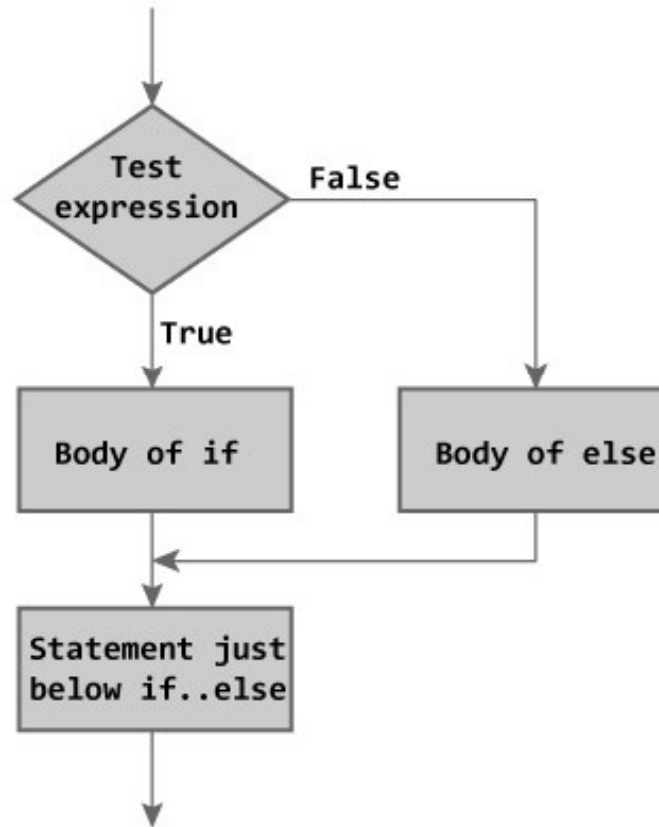 Test
expression
False
True
Body of if
Body of else
Statement just
below if..else